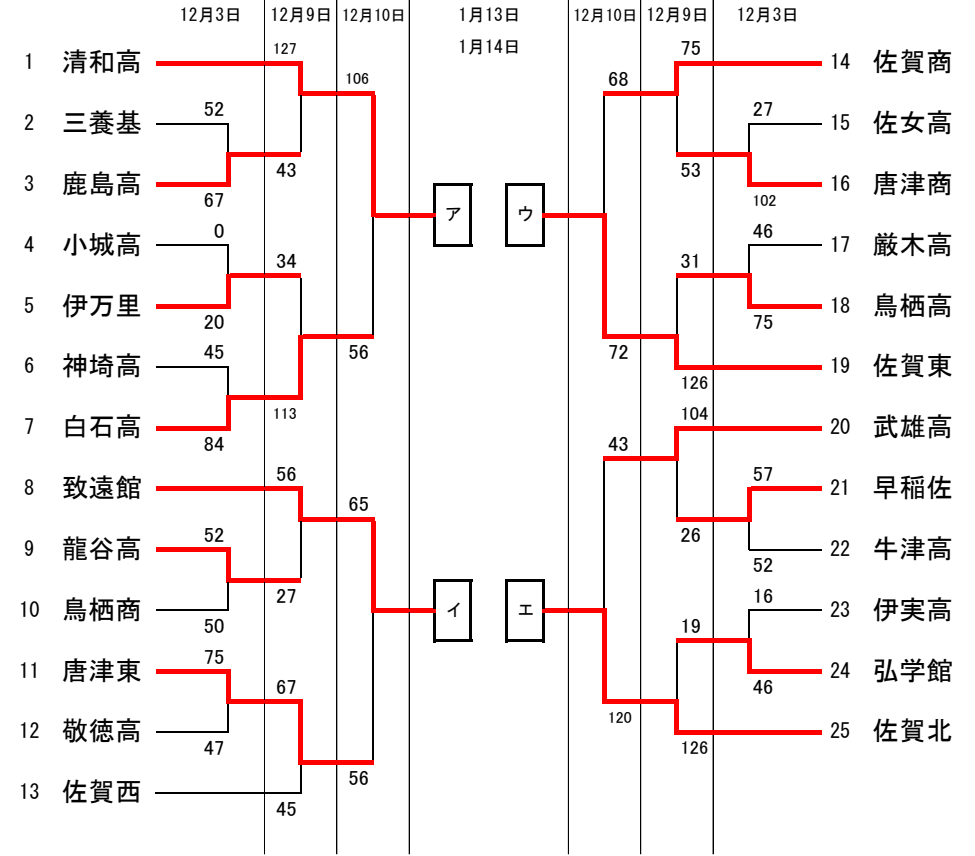 12月3日 12月9日 12月10日 1月13日 12月10日 12月9日 12月3日
1月14日
127 75
1 清和高 14 佐賀商
106 68
52 27
2 三養基 15 佐女高
43 53
3 鹿島高 16 唐津商
67 102
ア ウ
0 46
4 小城高 17 厳木高
34 31
5 伊万里 18 鳥栖高
20 75
45 56 72
6 神埼高 19 佐賀東
126
113 104
7 白石高 20 武雄高
84 43
56 57
8 致遠館 21 早稲佐
65
52 26
9 龍谷高 22 牛津高
52
27 16
10 鳥栖商 23 伊実高
イ エ
50 19
75
11 唐津東 24 弘学館
67 46
120
12 敬徳高 25 佐賀北
47 126
56
13 佐賀西
45